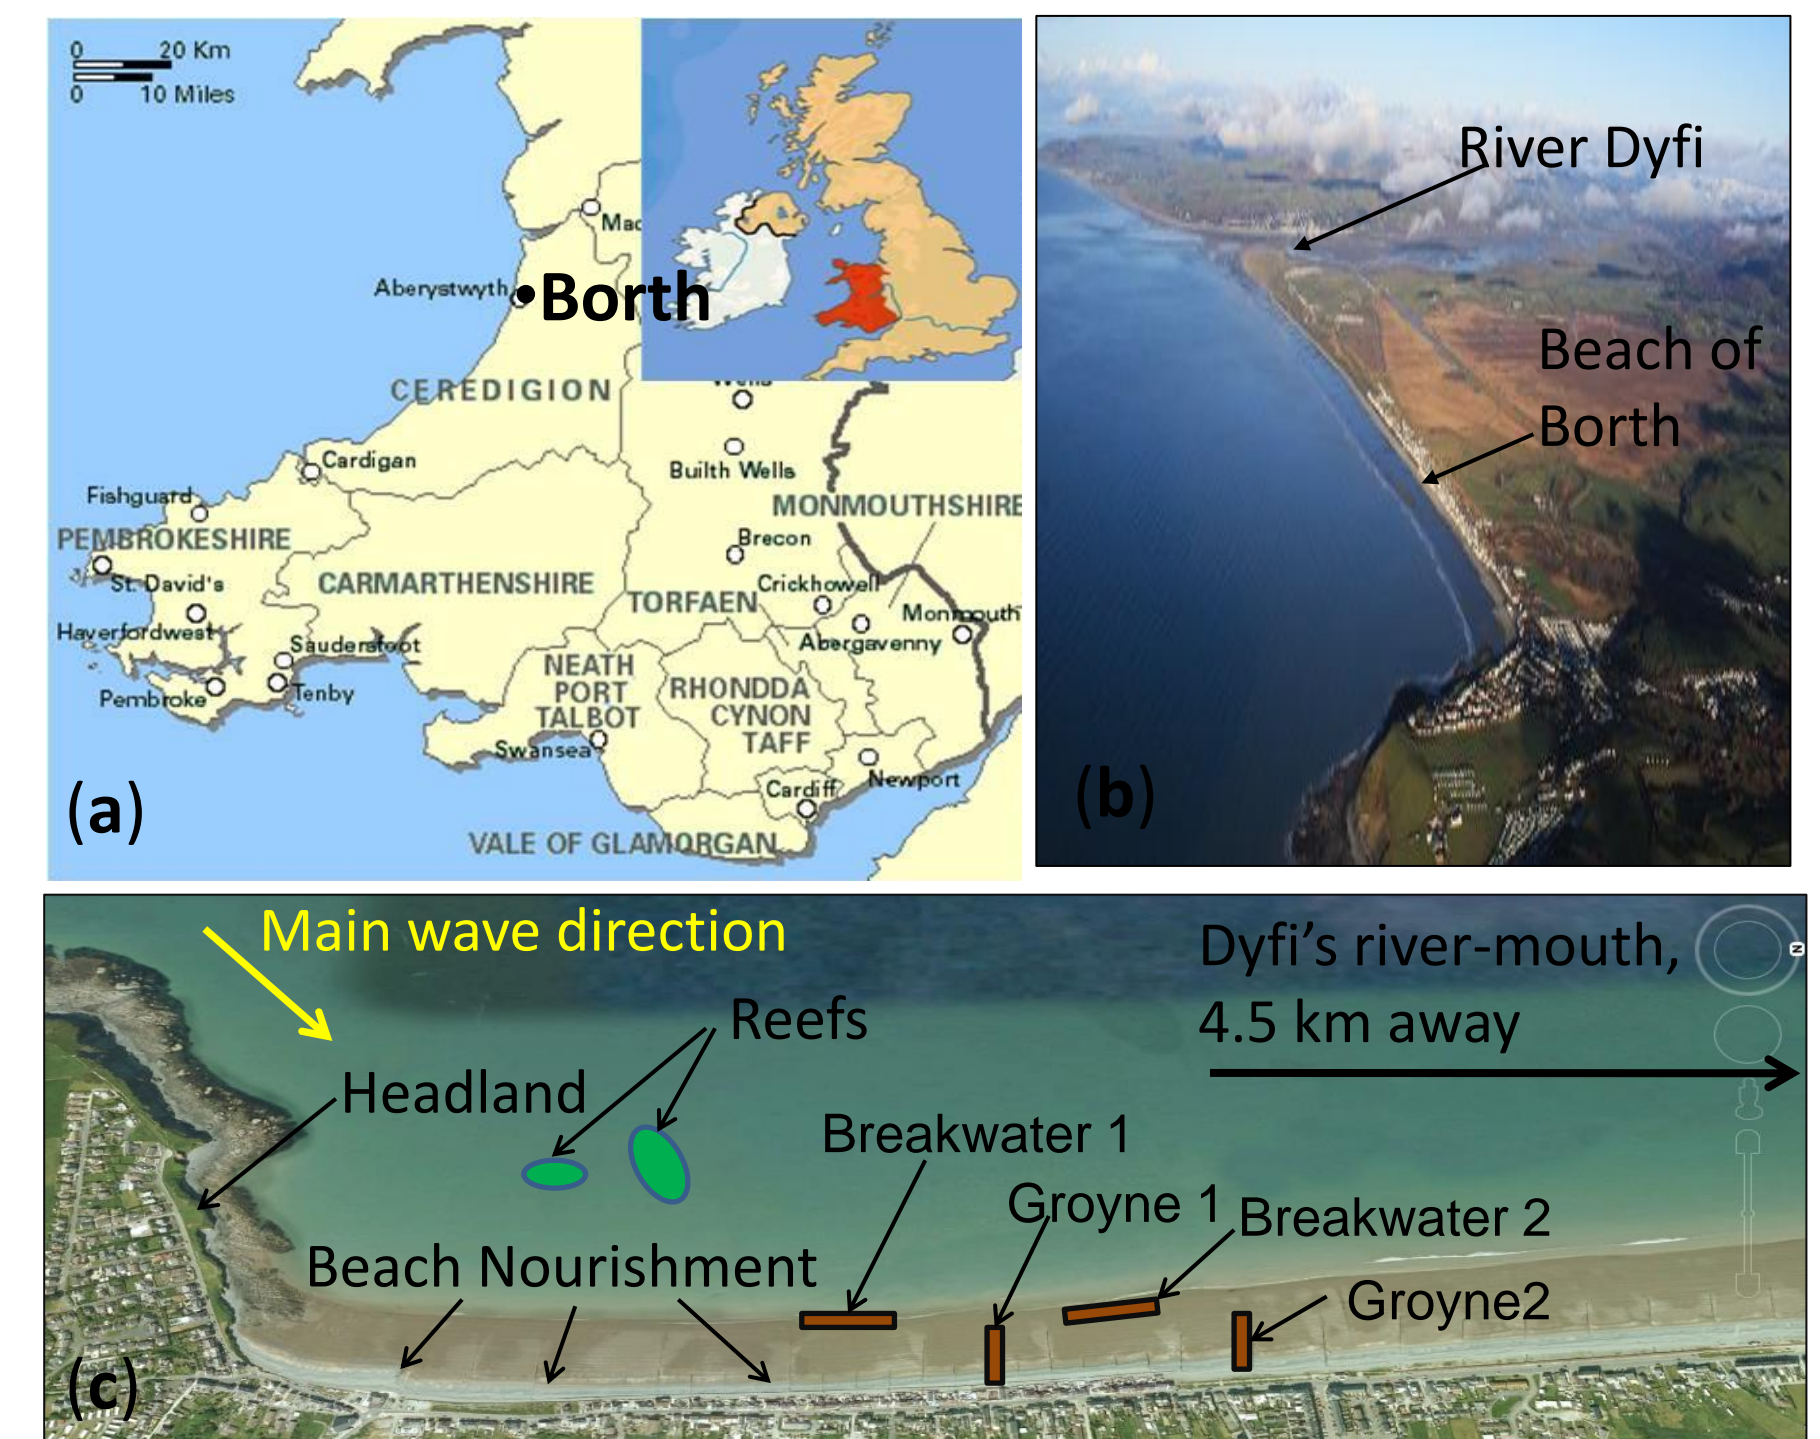 0 20 Km
0 10 Miles
Mac
Aberystwyth
•Borth
CEREDIGION
Wells
Cardigan
Builth Wells
Fishguard
MONMOUTHSHIRE
PEMBROKESHIRE
Brecon
St. David's
CARMARTHENSHIRE
Crickhowell
TORFAEN
Monmouth
Haverfordwest
Abergavenny
Saudersfoot
NEATH
PORT
TALBOT
RHONDDA
CYNON
TAFF
Pembroke
Tenby
Swansea
Newport
Cardiff
(a)
VALE OF GLAMORGAN
River Dyfi
Beach of
Borth
(b)
Main wave direction
Dyfi's river-mouth,
4.5 km away
N
Reefs
Headland
Breakwater 1
Groyne 1
Breakwater 2
Beach Nourishment
Groyne2
(c)